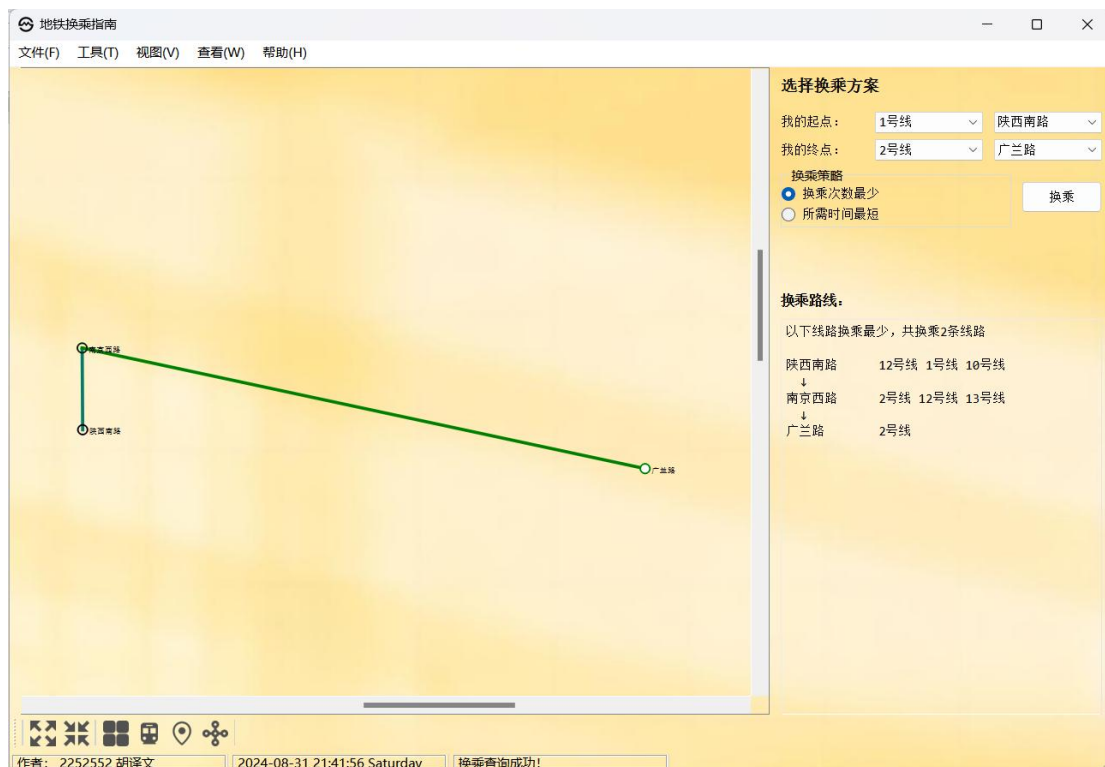 地铁换乘指南
文件(F) 工具(T) 视图(V) 查看(W) 帮助(H)
选择换乘方案
我的起点: 1号线 陕西南路
我的终点: 2号线 广兰路
换乘策略
换乘次数最少
所需时间最短
换乘
换乘路线:
以下线路换乘最少，共换乘2条线路
陕西南路 12号线 1号线 10号线
↓
南京西路 2号线 12号线 13号线
↓
广兰路 2号线
南京西路
陕西南路
广兰路
作者: 2252552 胡译文 2024-08-31 21:41:56 Saturday 换乘查询成功!